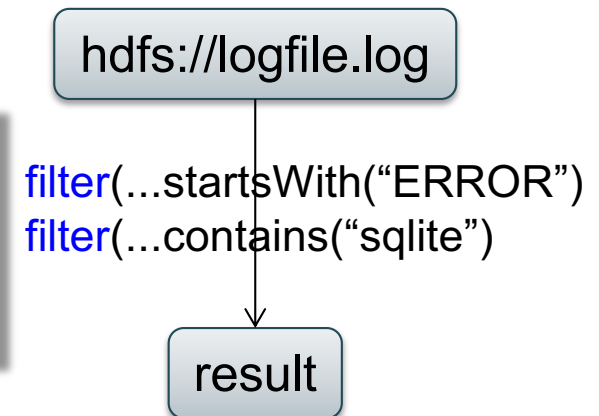 hdfs://logfile.log
filter(...startsWith(“ERROR”)
filter(...contains(“sqlite”)
result